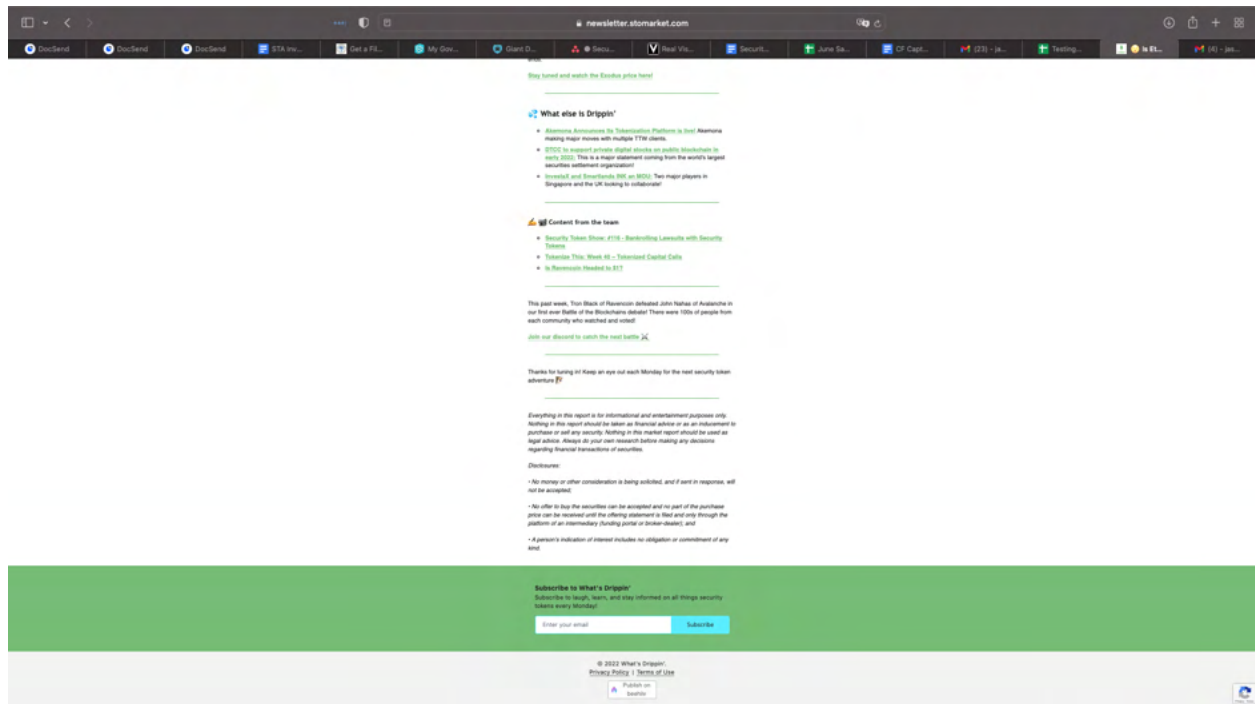 newsletter.stomarket.com
DocSend
DocSend
DocSend
STA Inv...
Get a Fil...
My Gov...
Giant D...
Secu...
Real Vis...
Securit...
June Sa...
CF Capt...
(23) - ja...
Testing...
Is Et...
(4) - jas...
Stay tuned and watch the Exodus price here!
What else is Drippin'
Akemona Announces its Tokenization Platform is live! Akemona
making major moves with multiple TTW clients.
DTCC to support private digital stocks on public blockchain in
early 2022: This is a major statement coming from the world's largest
securities settlement organization!
InvestaX and Smartlands INK an MOU: Two major players in
Singapore and the UK looking to collaborate!
Content from the team
Security Token Show: #119 - Bankrolling Lawsuits with Security
Tokens
Tokenize This: Week 45 – Tokenized Capital Calls
Is Ravencoin Headed to $1?
This past week, Tron Black of Ravencoin defeated John Nahas of Avalanche in
our first ever Battle of the Blockchains debate! There were 100s of people from
each community who watched and voted!
Join our discord to catch the next battle
Thanks for tuning in! Keep an eye out each Monday for the next security token
adventure
Everything in this report is for informational and entertainment purposes only.
Nothing in this report should be taken as financial advice or as an inducement to
purchase or sell any security. Nothing in this market report should be used as
legal advice. Always do your own research before making any decisions
regarding financial transactions of securities.
Disclosures:
• No money or other consideration is being solicited, and if sent in response, will
not be accepted;
• No offer to buy the securities can be accepted and no part of the purchase
price can be received until the offering statement is filed and only through the
platform of an intermediary (funding portal or broker-dealer); and
• A person's indication of interest includes no obligation or commitment of any
kind.
Subscribe to What's Drippin'
Subscribe to laugh, learn, and stay informed on all things security
tokens every Monday!
Enter your email
Subscribe
© 2022 What's Drippin'.
Privacy Policy | Terms of Use
Publish on
beehiiv